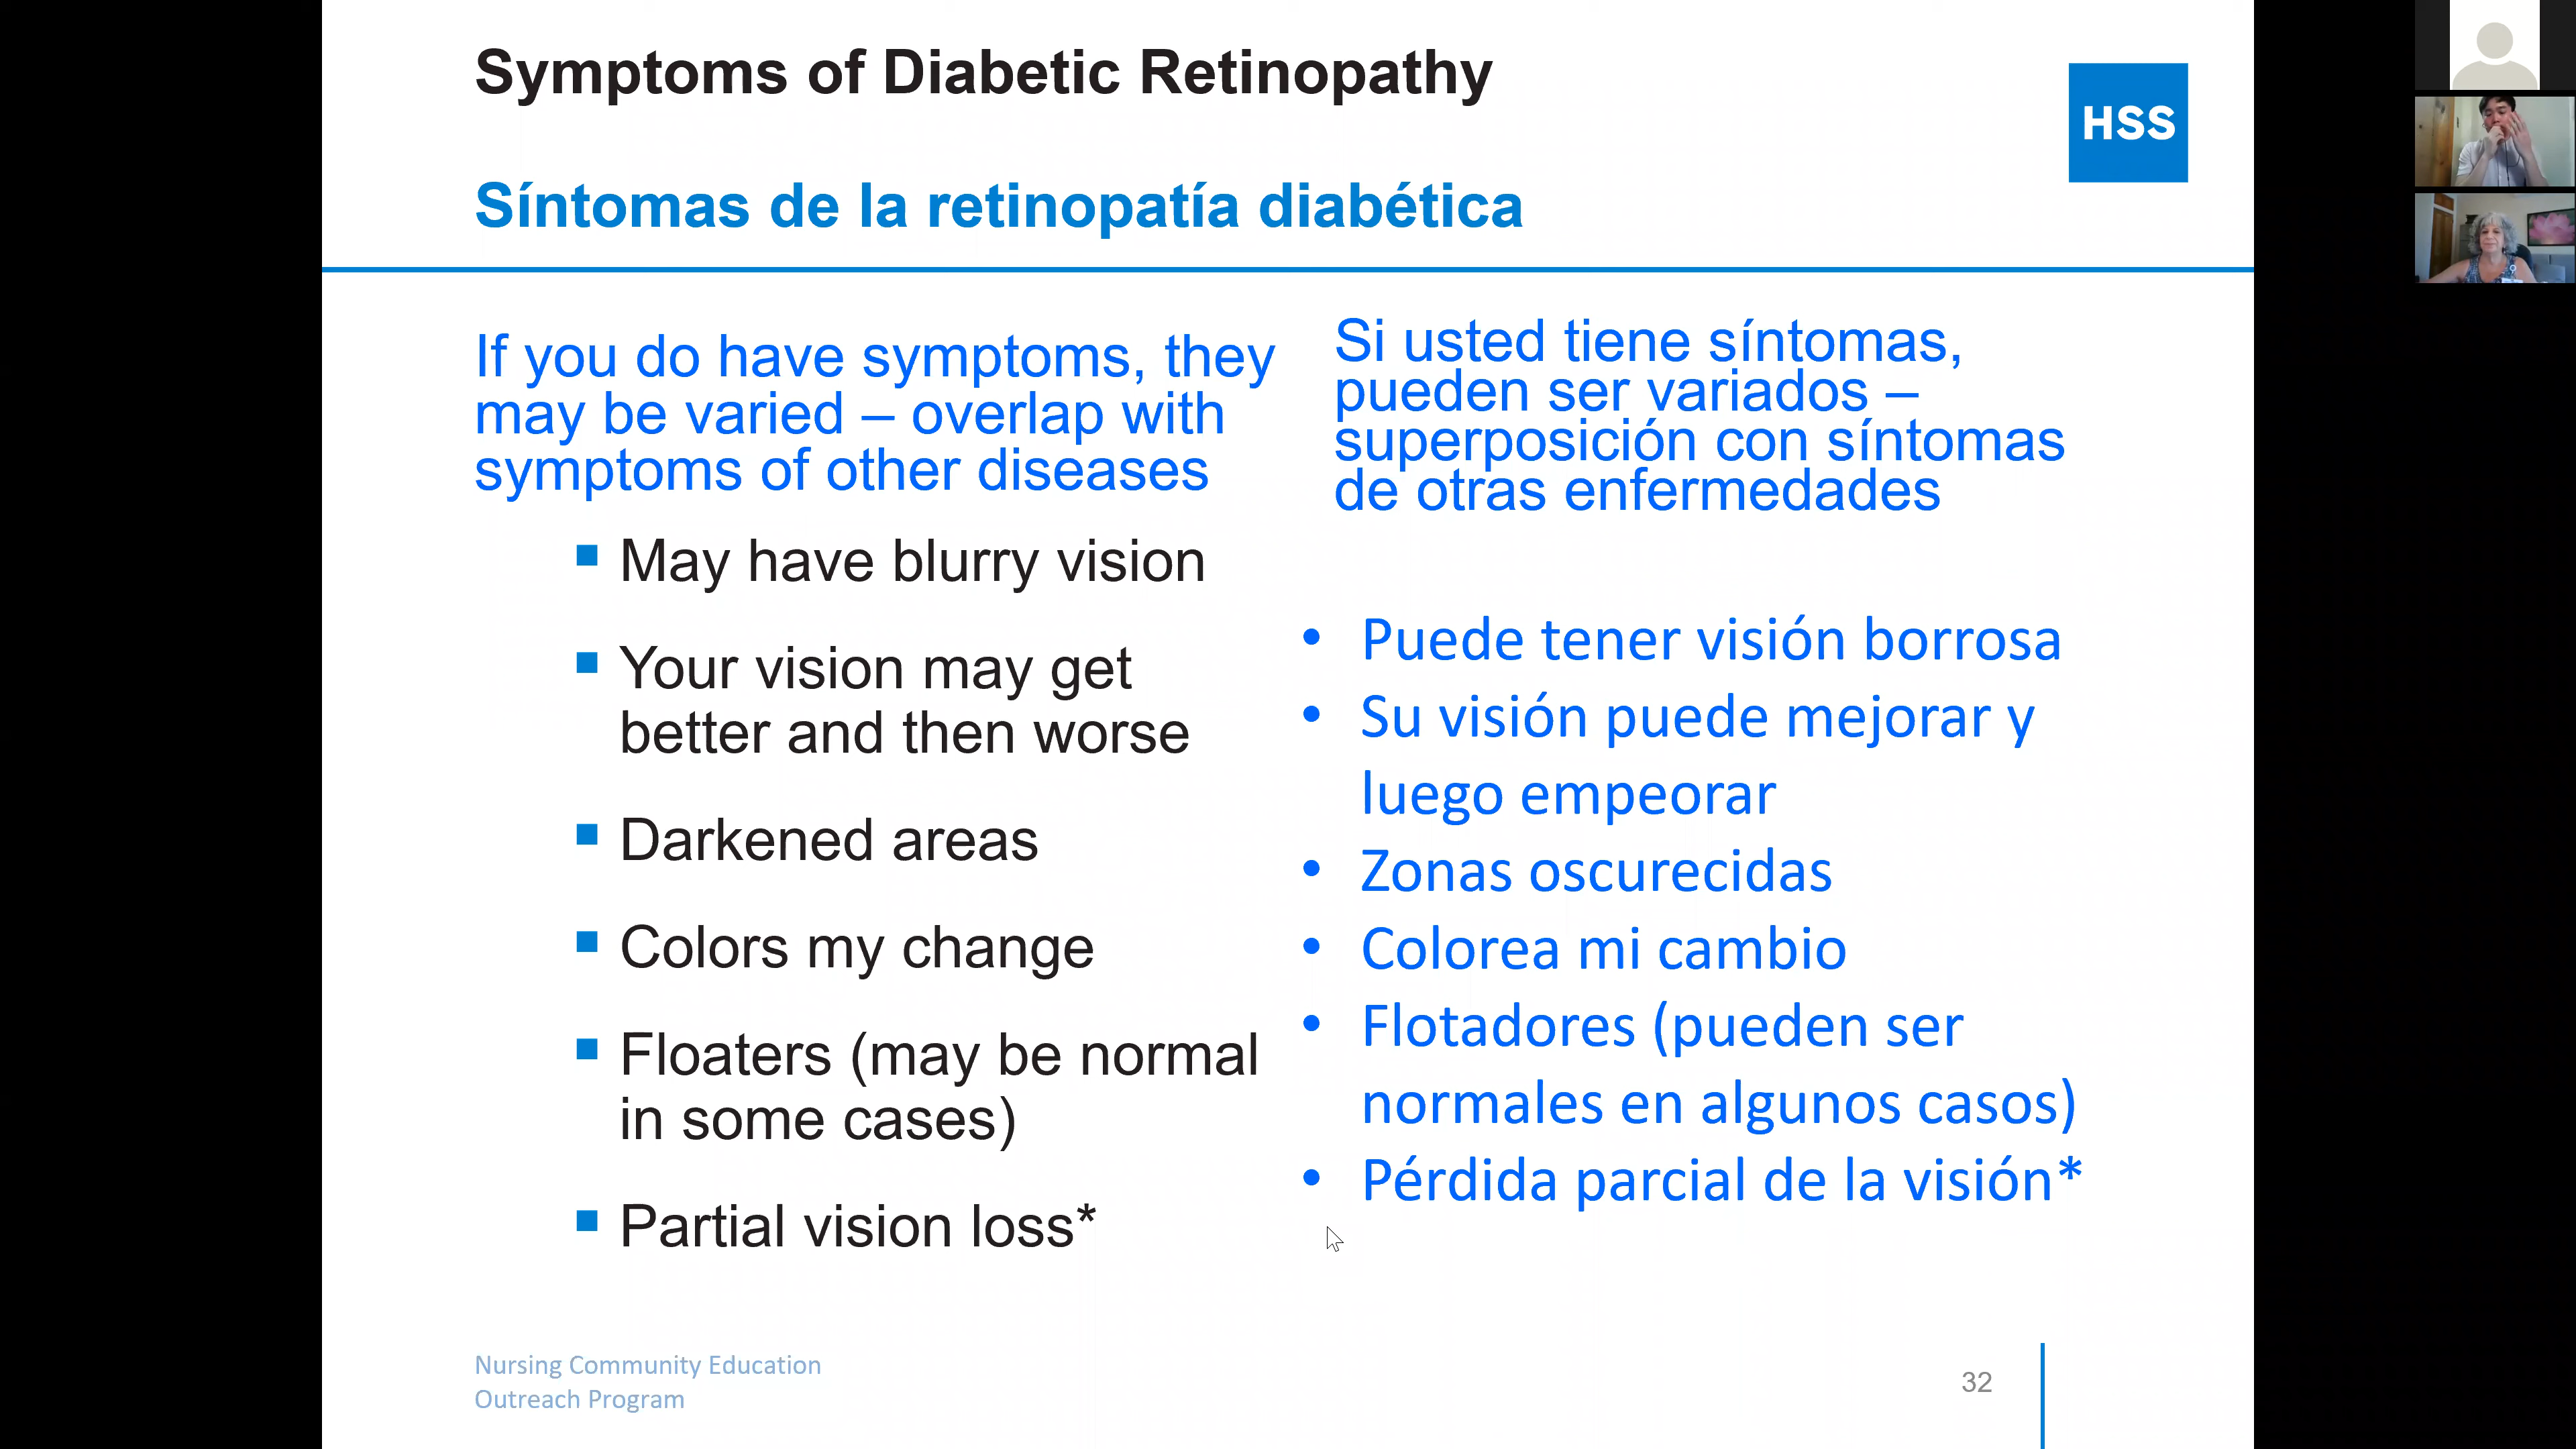 Symptoms of Diabetic Retinopathy
HSS
Síntomas de la retinopatía diabética
If you do have symptoms, they
may be varied – overlap with
symptoms of other diseases
May have blurry vision
Your vision may get
better and then worse
Darkened areas
Colors my change
Floaters (may be normal
in some cases)
Partial vision loss*
Si usted tiene síntomas,
pueden ser variados –
superposición con síntomas
de otras enfermedades
Puede tener visión borrosa
Su visión puede mejorar y
luego empeorar
Zonas oscurecidas
Colorea mi cambio
Flotadores (pueden ser
normales en algunos casos)
Pérdida parcial de la visión*
Nursing Community Education
Outreach Program
32